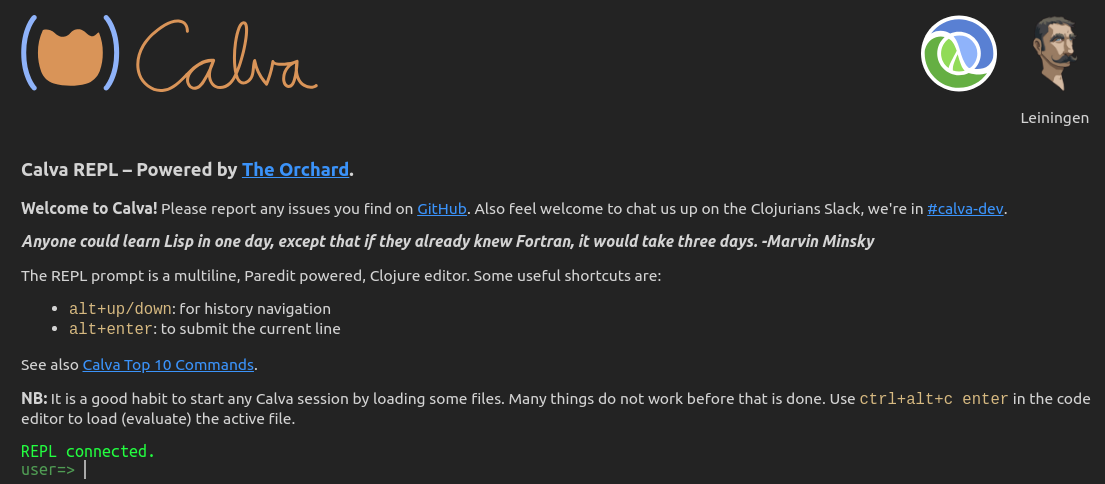 Calva
Leiningen
Calva REPL – Powered by The Orchard.
Welcome to Calva! Please report any issues you find on GitHub. Also feel welcome to chat us up on the Clojurians Slack, we're in #calva-dev.
Anyone could learn Lisp in one day, except that if they already knew Fortran, it would take three days. -Marvin Minsky
The REPL prompt is a multiline, Paredit powered, Clojure editor. Some useful shortcuts are:
• alt+up/down: for history navigation
• alt+enter: to submit the current line
See also Calva Top 10 Commands.
NB: It is a good habit to start any Calva session by loading some files. Many things do not work before that is done. Use ctrl+alt+c enter in the code
editor to load (evaluate) the active file.
REPL connected.
user=>